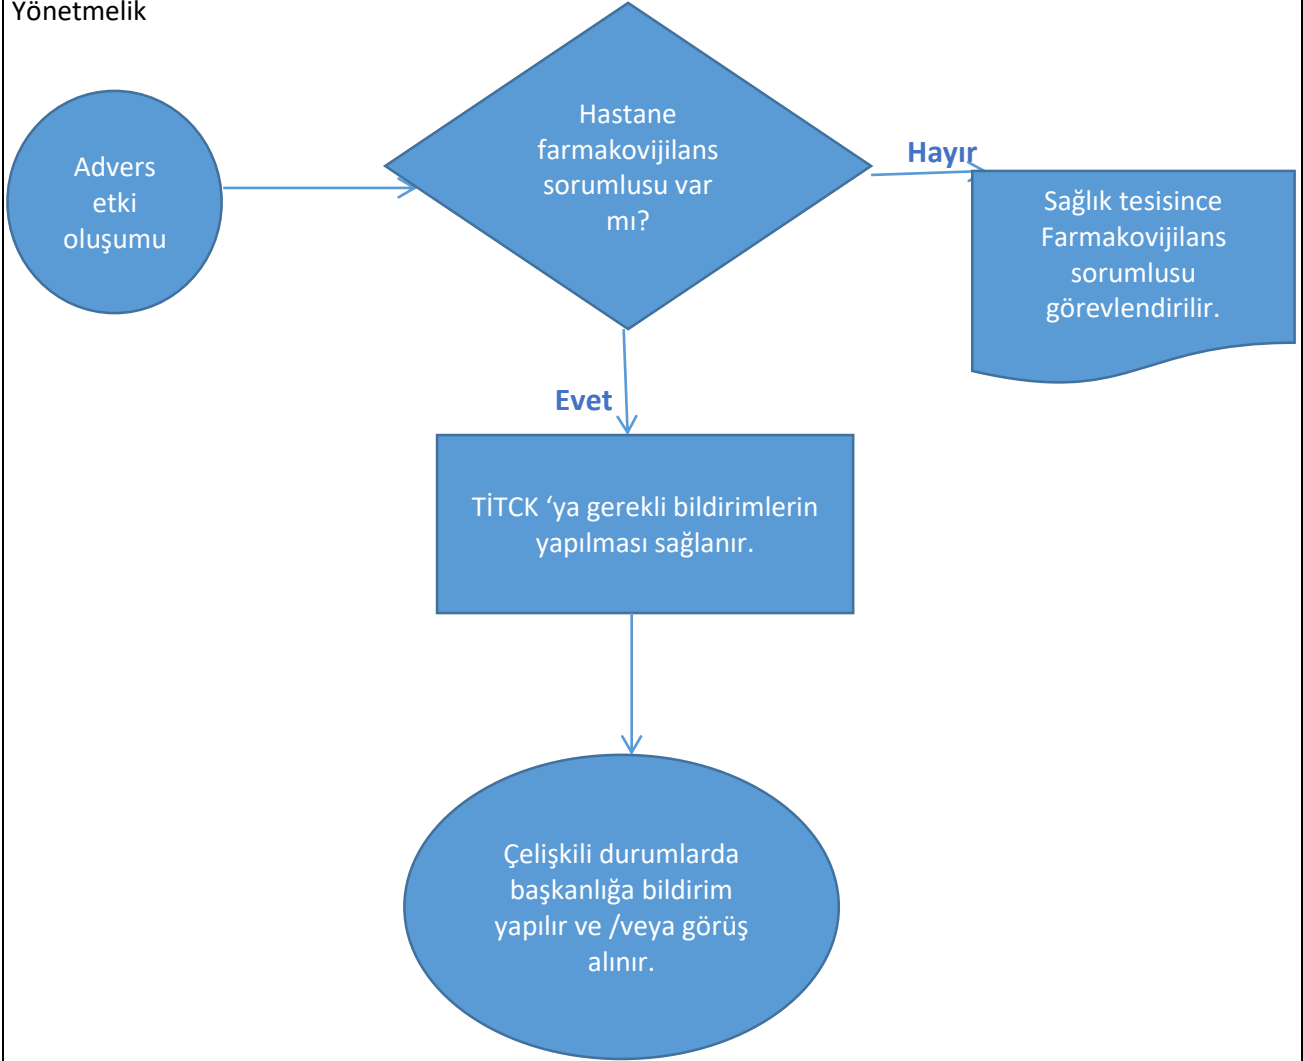 Yönetmelik
Advers
etki
oluşumu
Hastane
farmakovijilans
sorumlusu var
mı?
Hayır
Sağlık tesisince
Farmakovijilans
sorumlusu
görevlendirilir.
Evet
TİTCK ‘ya gerekli bildirimlerin
yapılması sağlanır.
Çelişkili durumlarda
başkanlığa bildirim
yapılır ve /veya görüş
alınır.